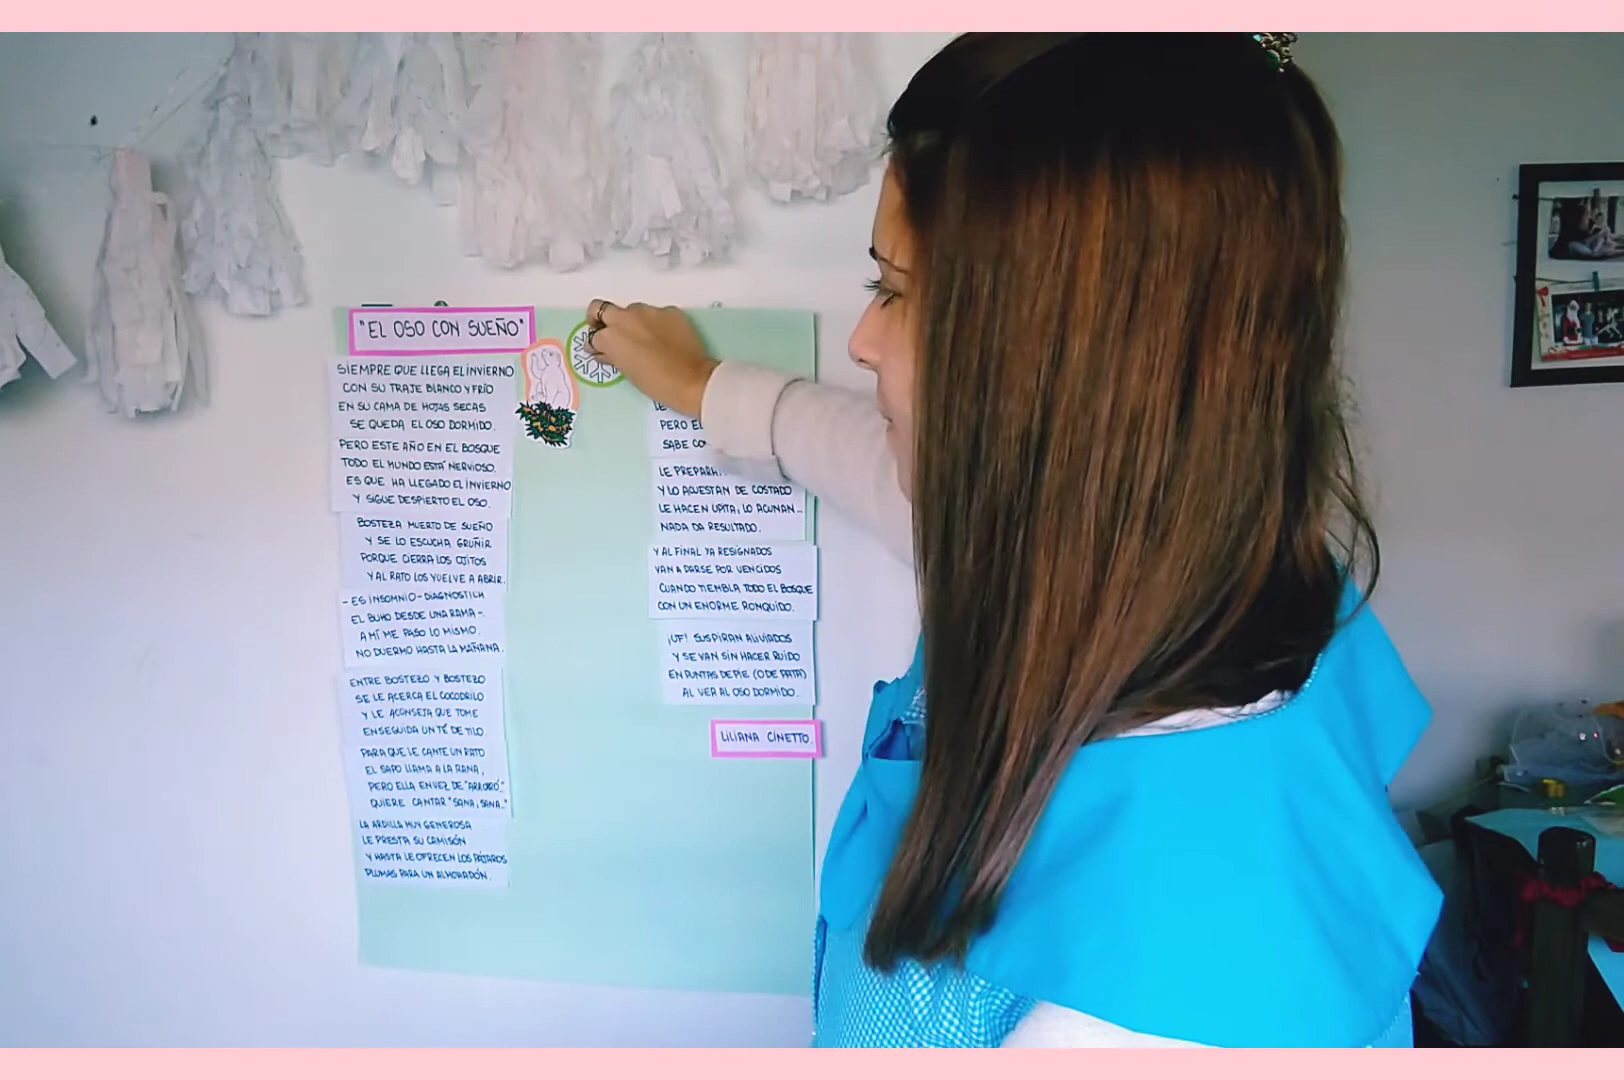 "EL OSO CON SUEÑO"
SIEMPRE QUE LLEGA EL INVIERNO
CON SU TRAJE BLANCO Y FRÍO
EN SU CAMA DE HOJAS SECAS
SE QUEDA EL OSO DORMIDO.
PERO ESTE AÑO EN EL BOSQUE
TODO EL MUNDO ESTÁ NERVIOSO.
ES QUE HA LLEGADO EL INVIERNO
Y SIGUE DESPIERTO EL OSO.
BOSTEZA MUERTO DE SUEÑO
Y SE LO ESCUCHA GRUÑIR
PORQUE CIERRA LOS OJITOS
Y AL RATO LOS VUELVE A ABRIR.
- ES INSOMNIO - DIAGNOSTICA
EL BUHO DESDE UNA RAMA -.
A MÍ ME PASO LO MISMO.
NO DUERMO HASTA LA MAÑANA.
ENTRE BOSTEZO Y BOSTEZO
SE LE ACERCA EL COCODRILO
Y LE ACONSEJA QUE TOME
ENSEGUIDA UN TÉ DE TILO.
PARA QUE LE CANTE UN RATO
EL SAPO LLAMA A LA RANA,
PERO ELLA EN VEZ DE "ARRORÓ"
QUIERE CANTAR "SANA, SANA.."
LA ARDILLA MUY GENEROSA
LE PRESTA SU CAMISÓN
Y HASTA LE OFRECEN LOS PÁJAROS
PLUMAS PARA UN ALMOHADÓN.
LE
PERO EL
SABE
LE
Y LO ACUESTAN DE COSTADO
LE HACEN UPITA, LO ACUNAN...
NADA DA RESULTADO.
Y AL FINAL YA RESIGNADOS
VAN A DARSE POR VENCIDOS
CUANDO TIEMBLA TODO EL BOSQUE
CON UN ENORME RONQUIDO.
¡UF! SUSPIRAN ALIVIADOS
Y SE VAN SIN HACER RUIDO
EN PUNTAS DE PIE (O DE PATA)
AL VER AL OSO DORMIDO.
LILIANA CINETTO.